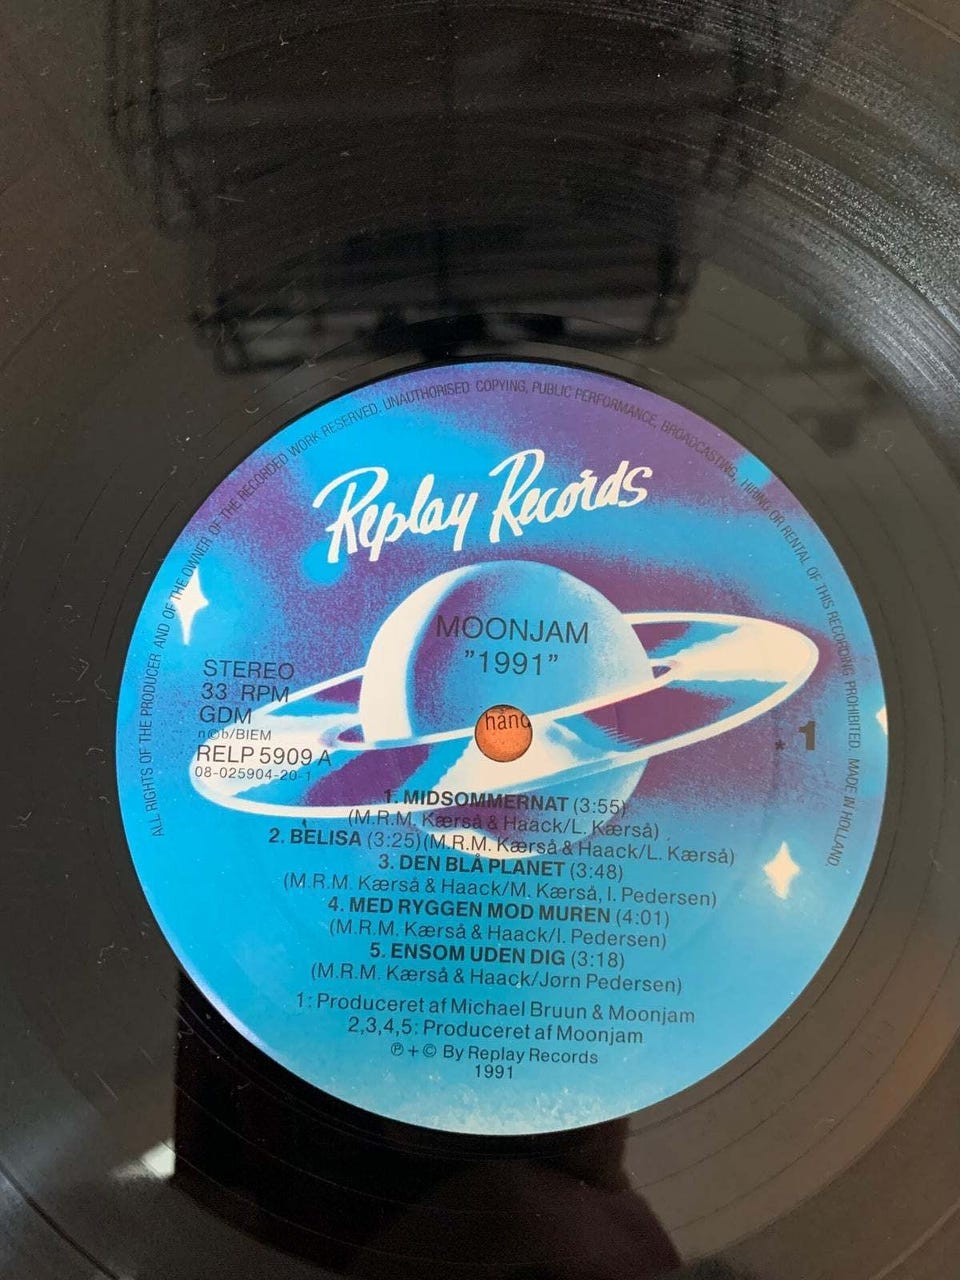 ALL RIGHTS OF THE PRODUCER AND OF THE OWNER OF THE RECORDED WORK RESERVED. UNAUTHORISED COPYING, PUBLIC PERFORMANCE, BROADCASTING, HIRING OR RENTAL OF THIS RECORDING PROHIBITED. MADE IN HOLLAND.
Replay Records
MOONJAM
"1991"
STEREO
33 RPM
GDM
n©b/BIEM
RELP 5909 A
08-025904-20-1
* 1
hånd
1. MIDSOMMERNAT (3:55)
(M.R.M. Kærså & Haack/L. Kærså)
2. BELISA (3:25)(M.R.M. Kærså & Haack/L. Kærså)
3. DEN BLÅ PLANET (3:48)
(M.R.M. Kærså & Haack/M. Kærså, I. Pedersen)
4. MED RYGGEN MOD MUREN (4:01)
(M.R.M. Kærså & Haack/I. Pedersen)
5. ENSOM UDEN DIG (3:18)
(M.R.M. Kærså & Haack/Jørn Pedersen)
1: Produceret af Michael Bruun & Moonjam
2,3,4,5: Produceret af Moonjam
℗ + © By Replay Records
1991